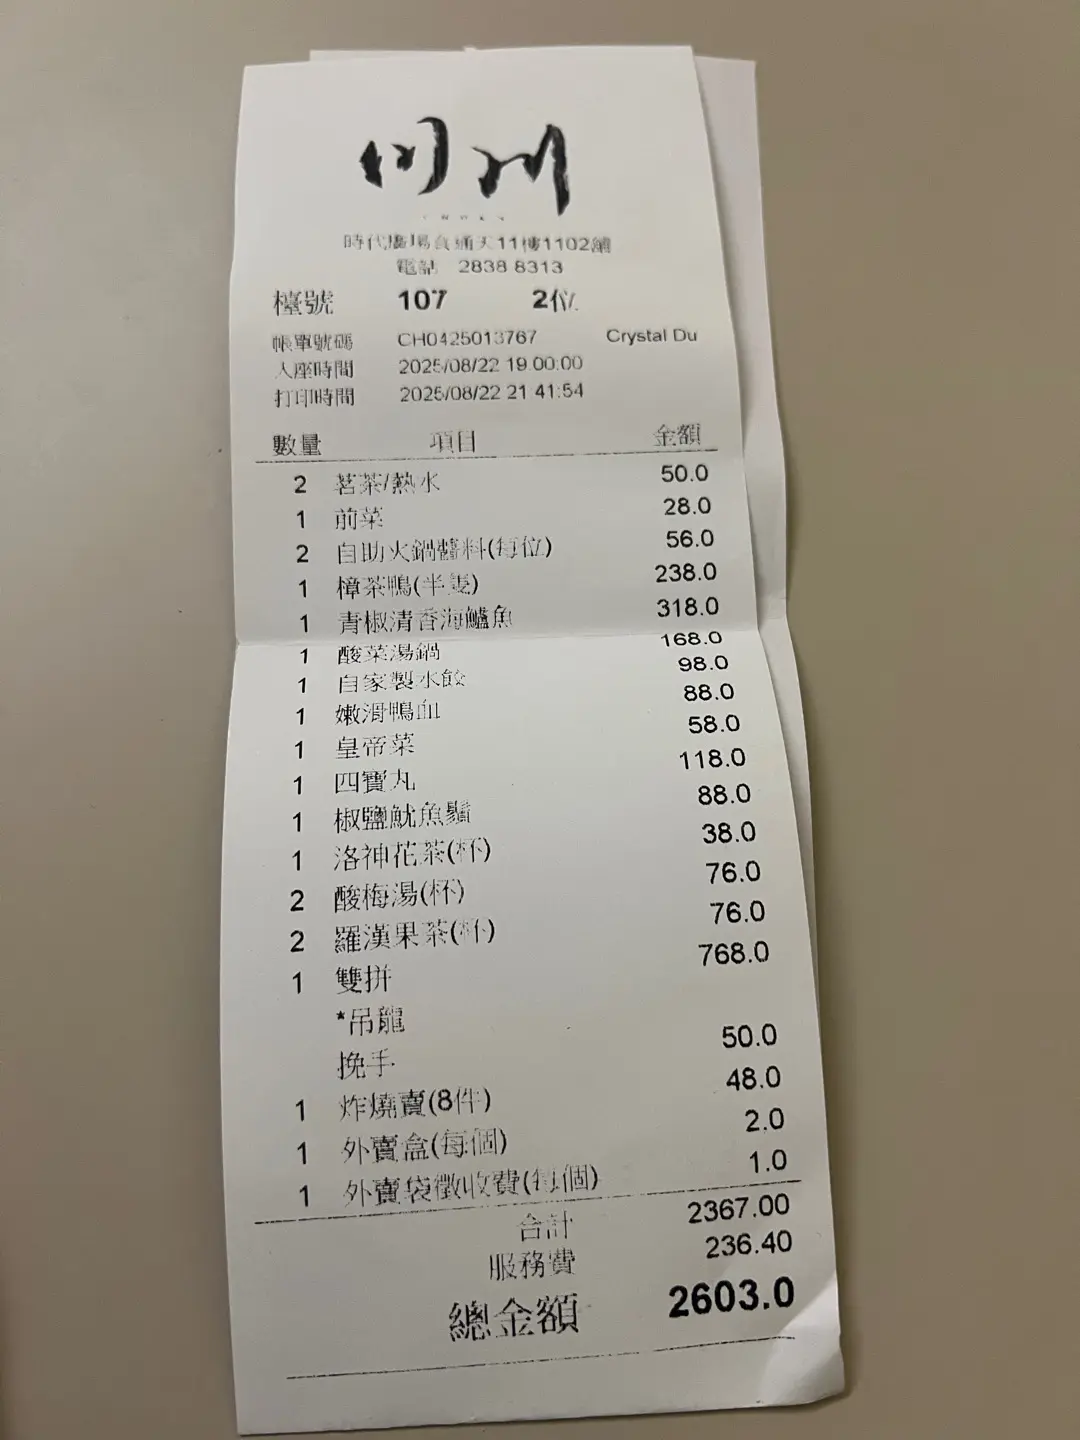 時代廣場食通天11樓1102舖
電話 2838 8313
檯號 107 2位
帳單號碼 CH0425013767 Crystal Du
入座時間 2025/08/22 19:00:00
打印時間 2025/08/22 21:41:54
數量 項目 金額
2 茗茶/熱水 50.0
1 前菜 28.0
2 自助火鍋醬料(每位) 56.0
1 樟茶鴨(半隻) 238.0
1 青椒清香海鱸魚 318.0
1 酸菜湯鍋 168.0
1 自家製水餃 98.0
1 嫩滑鴨血 88.0
1 皇帝菜 58.0
1 四寶丸 118.0
1 椒鹽魷魚鬚 88.0
1 洛神花茶(杯) 38.0
2 酸梅湯(杯) 76.0
2 羅漢果茶(杯) 76.0
1 雙拼 768.0
*吊龍
挽手 50.0
1 炸燒賣(8件) 48.0
1 外賣盒(每個) 2.0
1 外賣袋徵收費(每個) 1.0
合計 2367.00
服務費 236.40
總金額 2603.0